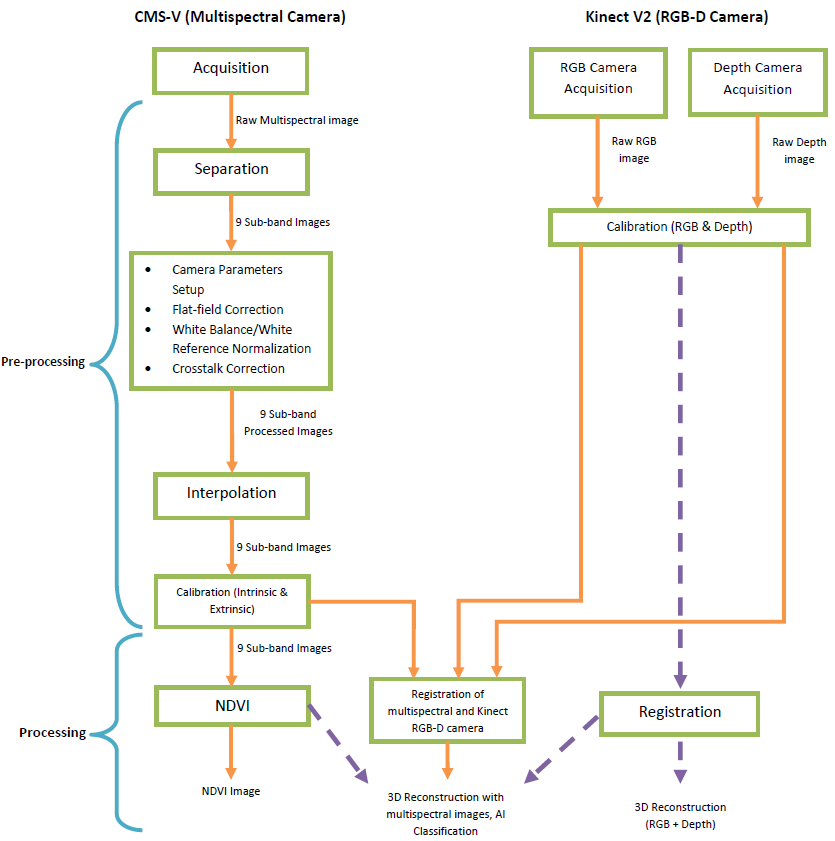 CMS-V (Multispectral Camera)
Kinect V2 (RGB-D Camera)
Acquisition
RGB Camera
Acquisition
Depth Camera
Acquisition
Raw Multispectral image
Raw RGB
image
Raw Depth
image
Separation
9 Sub-band Images
Calibration (RGB & Depth)
• Camera Parameters
Setup
• Flat-field Correction
• White Balance/White
Reference Normalization
• Crosstalk Correction
Pre-processing
9 Sub-band
Processed Images
Interpolation
9 Sub-band Images
Calibration (Intrinsic &
Extrinsic)
9 Sub-band Images
NDVI
Registration of
multispectral and Kinect
RGB-D camera
Registration
Processing
NDVI Image
3D Reconstruction with
multispectral images, AI
Classification
3D Reconstruction
(RGB + Depth)